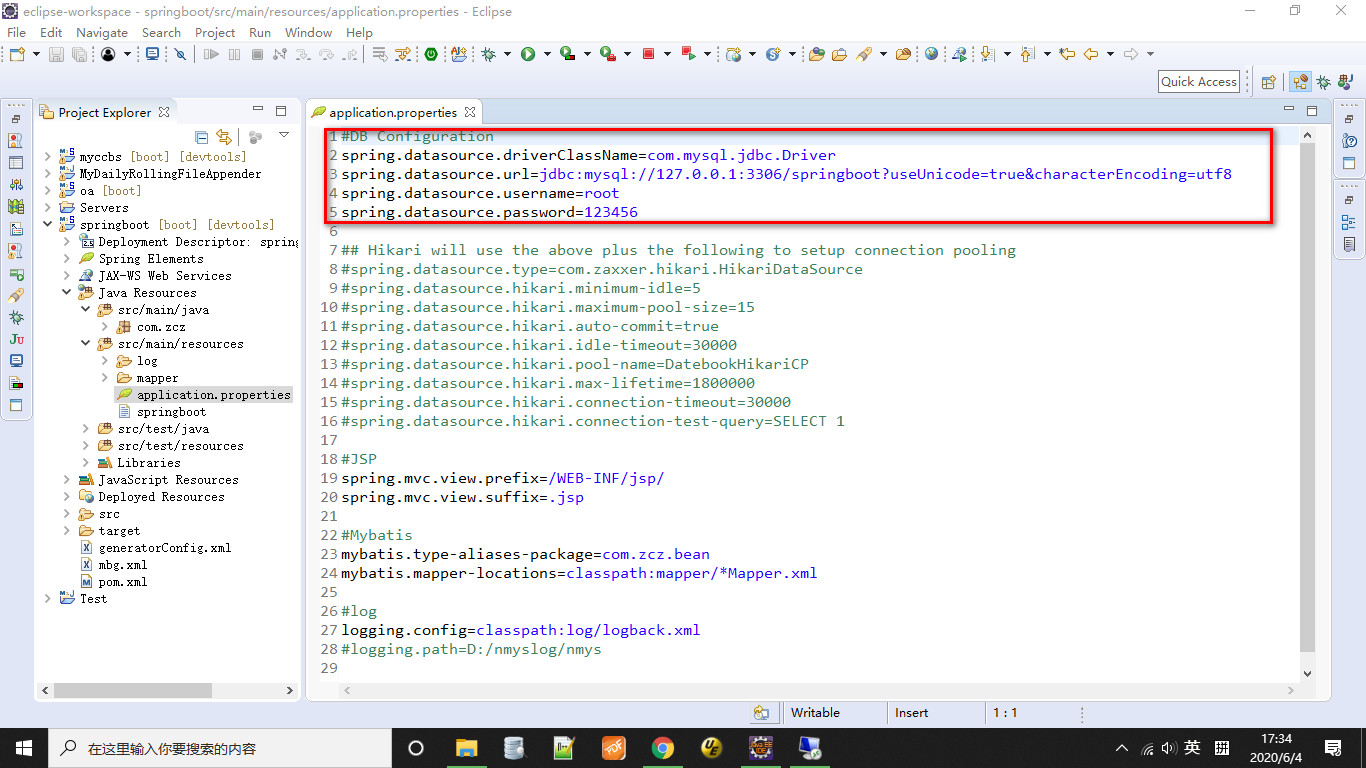 eclipse-workspace - springboot/src/main/resources/application.properties - Eclipse
File Edit Navigate Search Project Run Window Help
Quick Access
Project Explorer
myccbs [boot] [devtools]
MyDailyRollingFileAppender
oa [boot]
Servers
springboot [boot] [devtools]
Deployment Descriptor: spring
Spring Elements
JAX-WS Web Services
Java Resources
src/main/java
com.zcz
src/main/resources
log
mapper
application.properties
springboot
src/test/java
src/test/resources
Libraries
JavaScript Resources
Deployed Resources
src
target
generatorConfig.xml
mbg.xml
pom.xml
Test
application.properties
1 #DB Configuration
2 spring.datasource.driverClassName=com.mysql.jdbc.Driver
3 spring.datasource.url=jdbc:mysql://127.0.0.1:3306/springboot?useUnicode=true&characterEncoding=utf8
4 spring.datasource.username=root
5 spring.datasource.password=123456
6
7 ## Hikari will use the above plus the following to setup connection pooling
8 #spring.datasource.type=com.zaxxer.hikari.HikariDataSource
9 #spring.datasource.hikari.minimum-idle=5
10 #spring.datasource.hikari.maximum-pool-size=15
11 #spring.datasource.hikari.auto-commit=true
12 #spring.datasource.hikari.idle-timeout=30000
13 #spring.datasource.hikari.pool-name=DatebookHikariCP
14 #spring.datasource.hikari.max-lifetime=1800000
15 #spring.datasource.hikari.connection-timeout=30000
16 #spring.datasource.hikari.connection-test-query=SELECT 1
17
18 #JSP
19 spring.mvc.view.prefix=/WEB-INF/jsp/
20 spring.mvc.view.suffix=.jsp
21
22 #Mybatis
23 mybatis.type-aliases-package=com.zcz.bean
24 mybatis.mapper-locations=classpath:mapper/*Mapper.xml
25
26 #log
27 logging.config=classpath:log/logback.xml
28 #logging.path=D:/nmyslog/nmys
29
Writable Insert 1 : 1
在这里输入你要搜索的内容
英 拼
17:34
2020/6/4